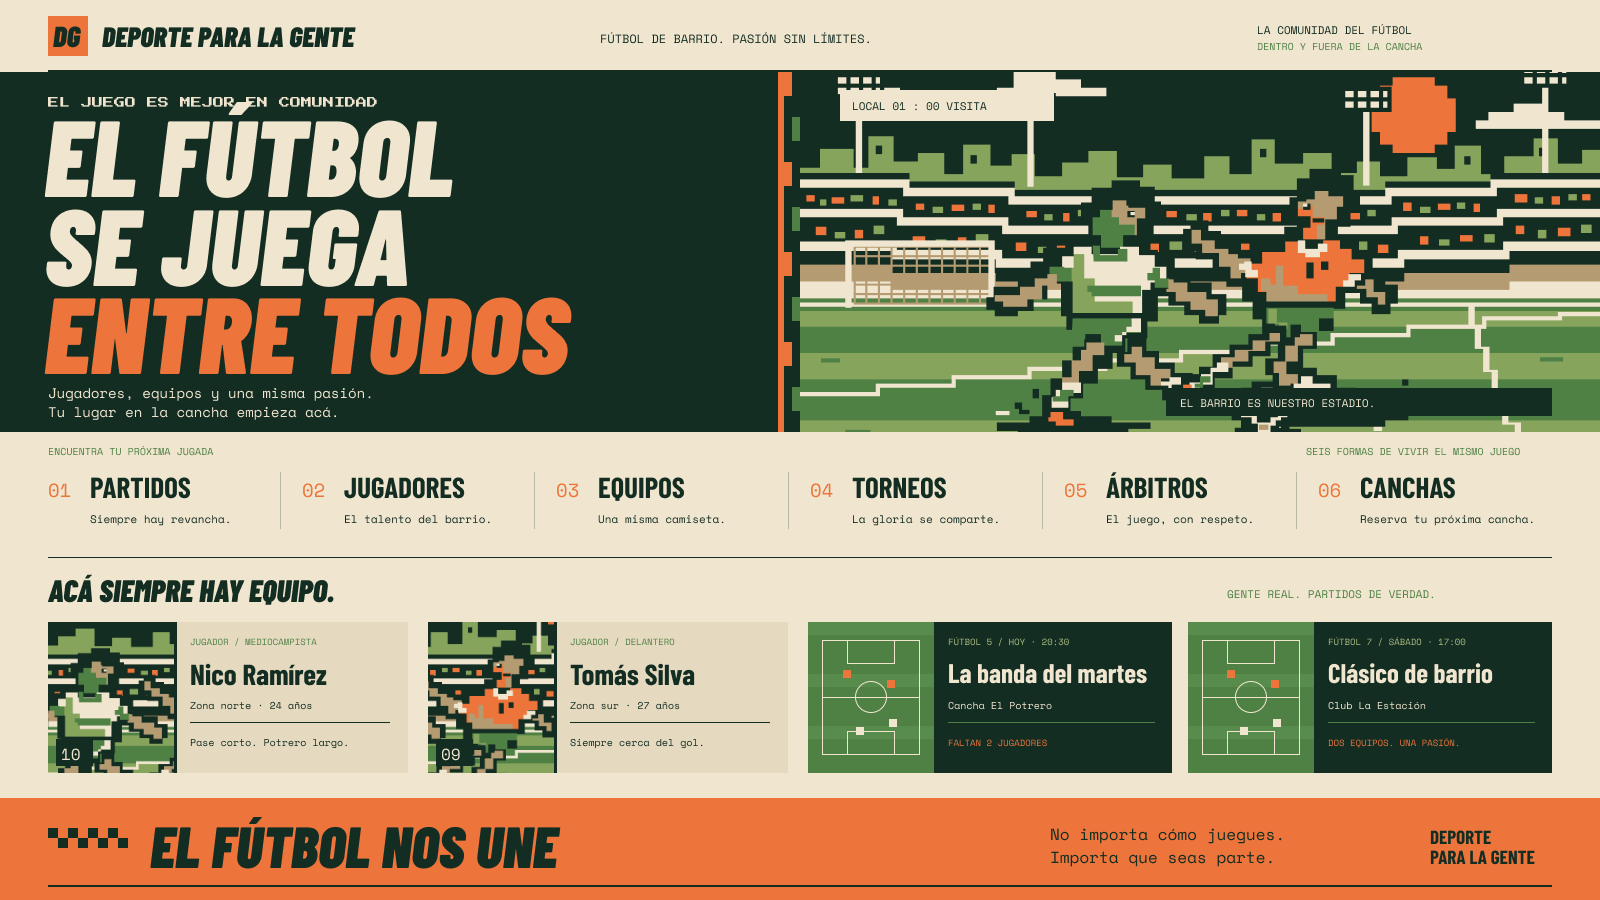 DG DEPORTE PARA LA GENTE
FÚTBOL DE BARRIO. PASIÓN SIN LÍMITES.
LA COMUNIDAD DEL FÚTBOL
DENTRO Y FUERA DE LA CANCHA
EL JUEGO ES MEJOR EN COMUNIDAD
EL FÚTBOL
SE JUEGA
ENTRE TODOS
Jugadores, equipos y una misma pasión.
Tu lugar en la cancha empieza acá.
LOCAL 01 : 00 VISITA
EL BARRIO ES NUESTRO ESTADIO.
ENCUENTRA TU PRÓXIMA JUGADA
SEIS FORMAS DE VIVIR EL MISMO JUEGO
01 PARTIDOS
Siempre hay revancha.
02 JUGADORES
El talento del barrio.
03 EQUIPOS
Una misma camiseta.
04 TORNEOS
La gloria se comparte.
05 ÁRBITROS
El juego, con respeto.
06 CANCHAS
Reserva tu próxima cancha.
ACÁ SIEMPRE HAY EQUIPO.
GENTE REAL. PARTIDOS DE VERDAD.
10
JUGADOR / MEDIOCAMPISTA
Nico Ramírez
Zona norte · 24 años
Pase corto. Potrero largo.
09
JUGADOR / DELANTERO
Tomás Silva
Zona sur · 27 años
Siempre cerca del gol.
FÚTBOL 5 / HOY · 20:30
La banda del martes
Cancha El Potrero
FALTAN 2 JUGADORES
FÚTBOL 7 / SÁBADO · 17:00
Clásico de barrio
Club La Estación
DOS EQUIPOS. UNA PASIÓN.
EL FÚTBOL NOS UNE
No importa cómo juegues.
Importa que seas parte.
DEPORTE
PARA LA GENTE